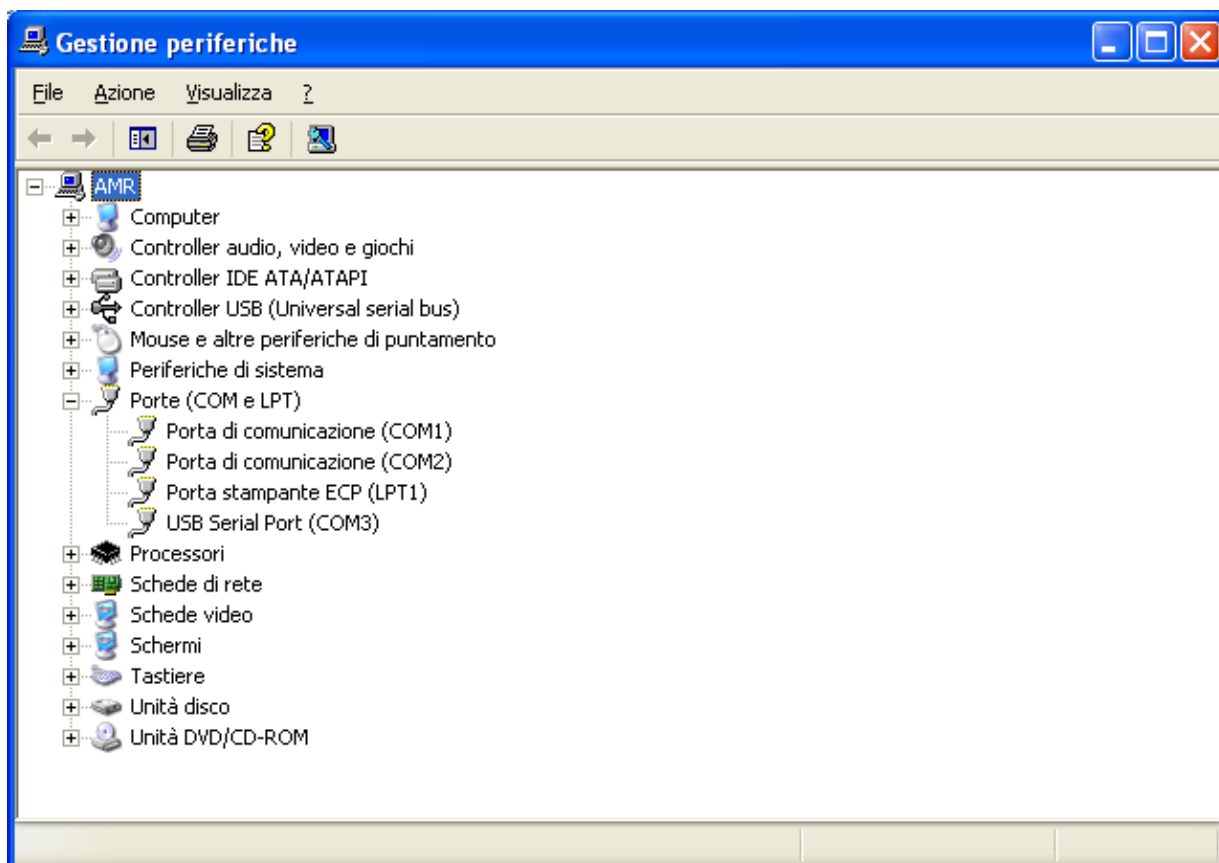 Gestione periferiche
File Azione Visualizza ?
AMR
Computer
Controller audio, video e giochi
Controller IDE ATA/ATAPI
Controller USB (Universal serial bus)
Mouse e altre periferiche di puntamento
Periferiche di sistema
Porte (COM e LPT)
Porta di comunicazione (COM1)
Porta di comunicazione (COM2)
Porta stampante ECP (LPT1)
USB Serial Port (COM3)
Processori
Schede di rete
Schede video
Schermi
Tastiere
Unità disco
Unità DVD/CD-ROM